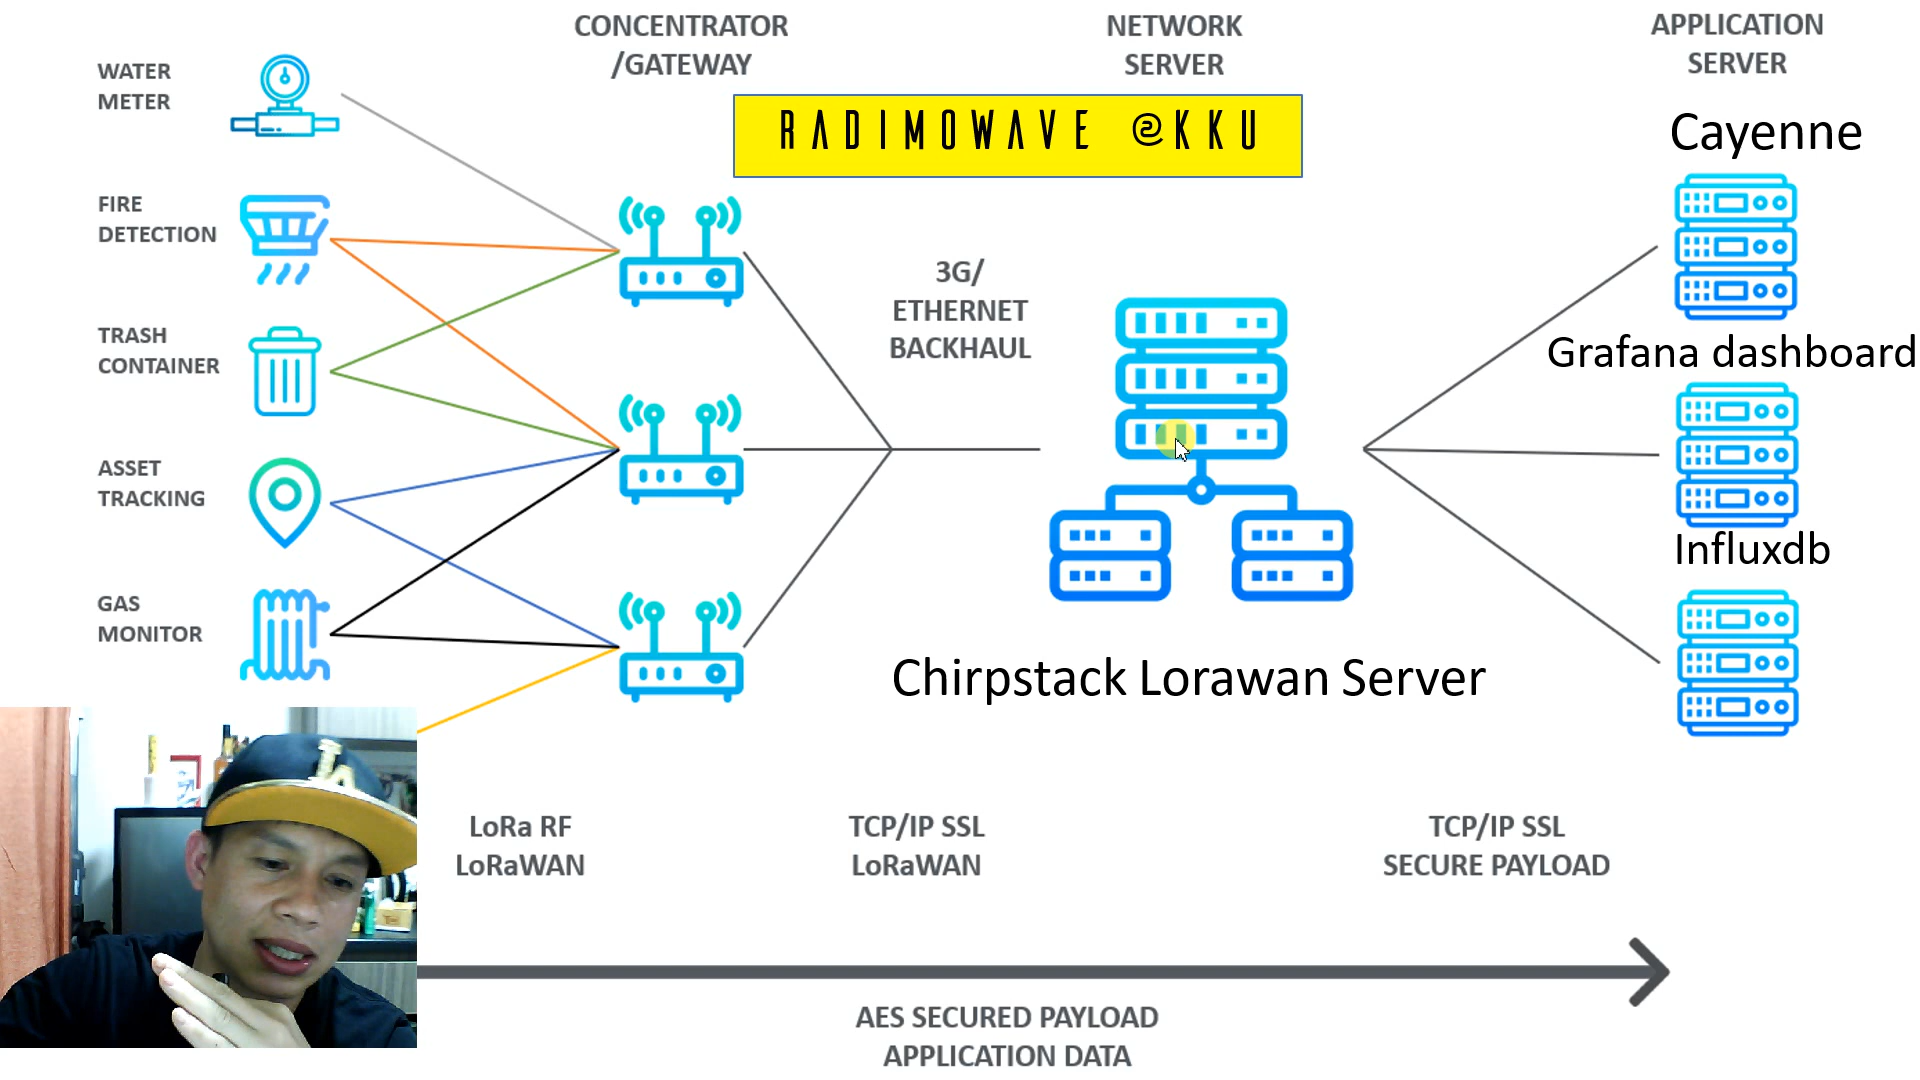 CONCENTRATOR
/GATEWAY
NETWORK
SERVER
APPLICATION
SERVER
WATER
METER
RADIMOWAVE @KKU
Cayenne
FIRE
DETECTION
3G/
ETHERNET
BACKHAUL
TRASH
CONTAINER
Grafana dashboard
ASSET
TRACKING
Influxdb
GAS
MONITOR
Chirpstack Lorawan Server
LoRa RF
LoRaWAN
TCP/IP SSL
LoRaWAN
TCP/IP SSL
SECURE PAYLOAD
AES SECURED PAYLOAD
APPLICATION DATA
LA